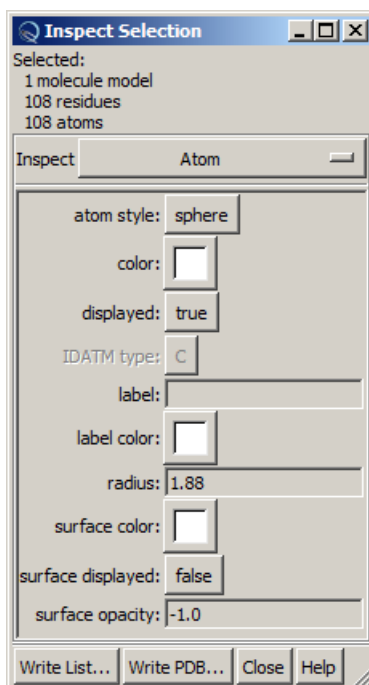 Inspect Selection
Selected:
1 molecule model
108 residues
108 atoms
Inspect Atom
atom style: sphere
color:
displayed: true
IDATM type: C
label:
label color:
radius: 1.88
surface color:
surface displayed: false
surface opacity: -1.0
Write List... Write PDB... Close Help